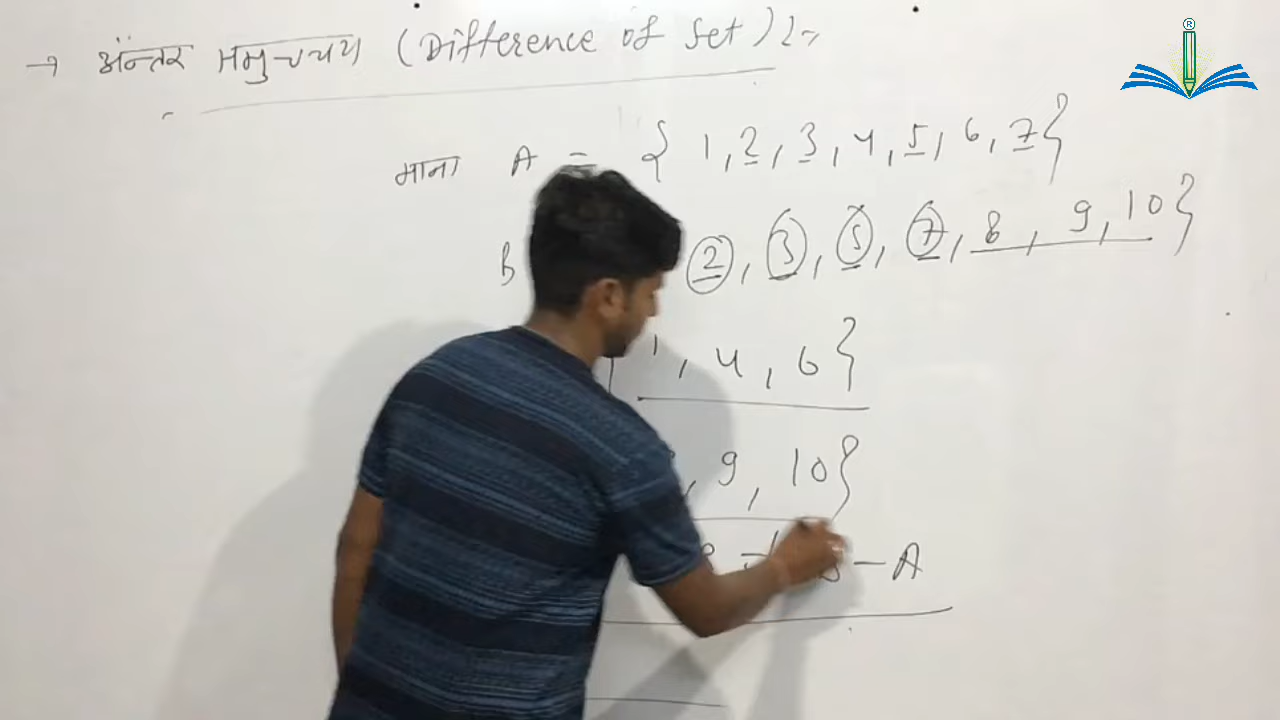 → अंन्तर समुच्चय (Difference of Set) :-
माना A = { 1, 2, 3, 4, 5, 6, 7 }
B 2, 3, 5, 7, 8, 9, 10 }
{ 1, 4, 6 }
, 9, 10 }
B ≠ B - A